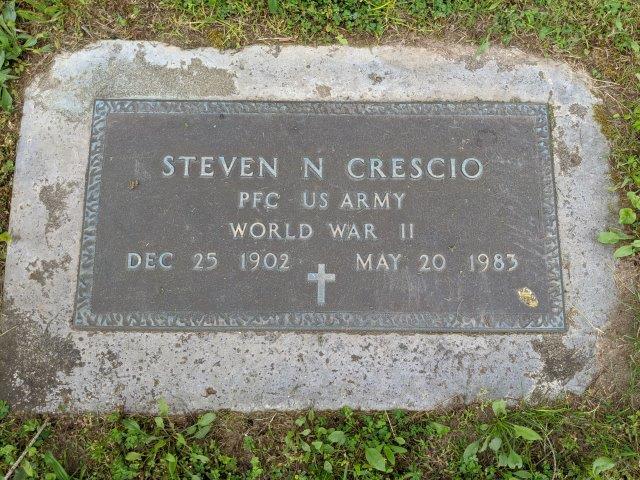 STEVEN N CRESCIO
PFC US ARMY
WORLD WAR II
DEC 25 1902 MAY 20 1983